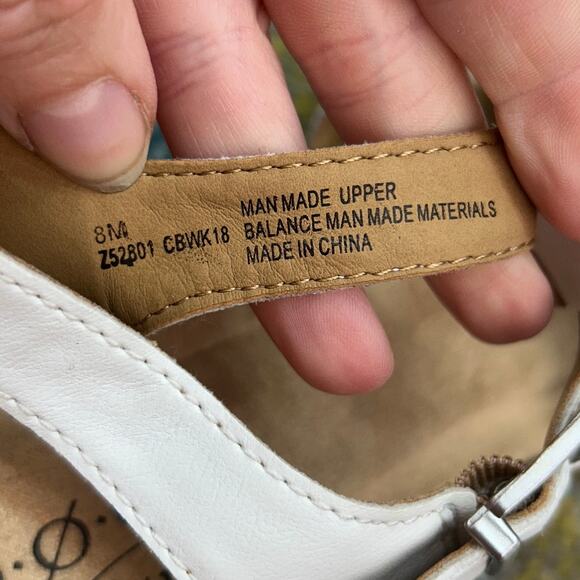 8M
Z52801 CBWK18
MAN MADE UPPER
BALANCE MAN MADE MATERIALS
MADE IN CHINA